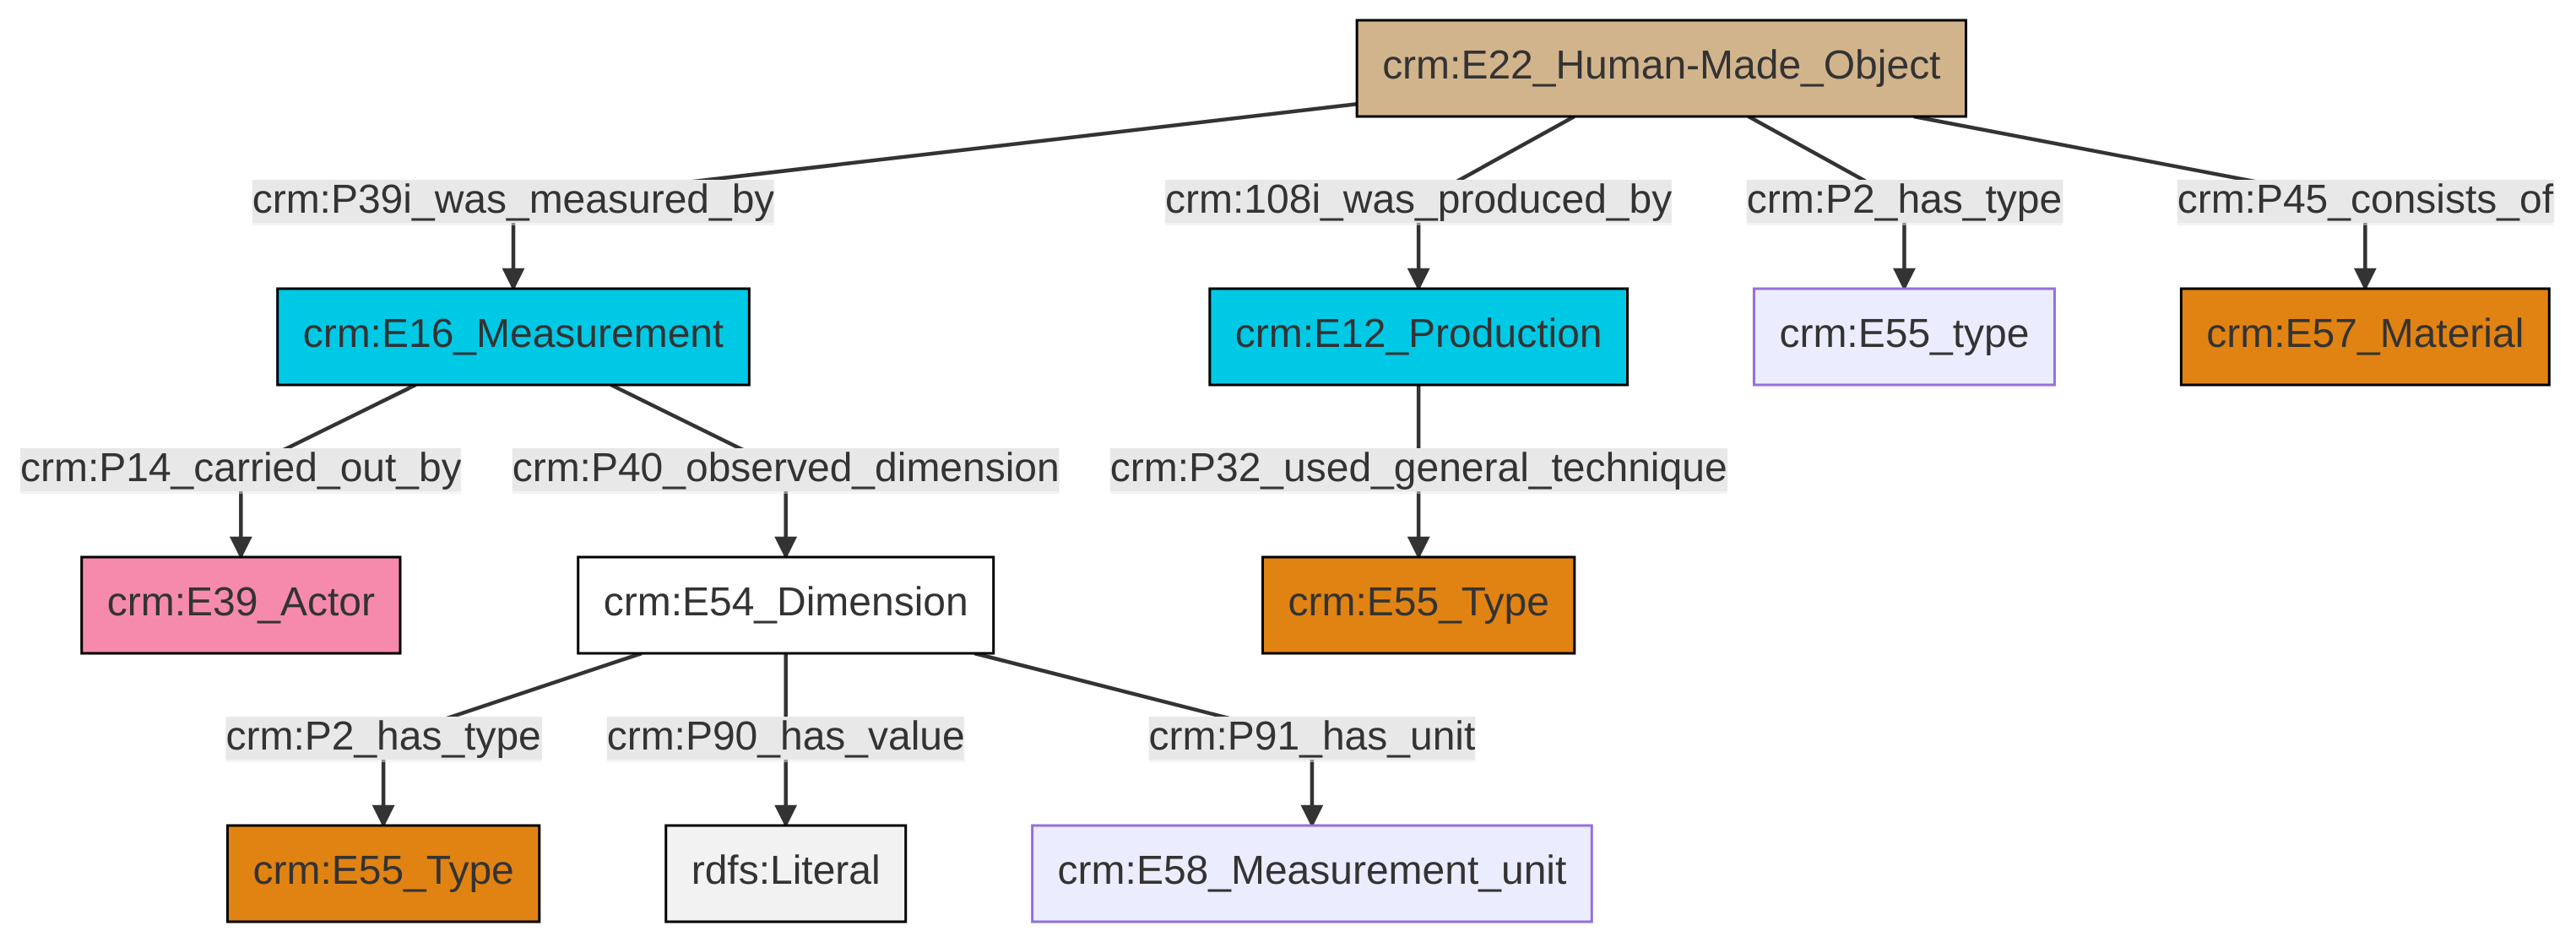 crm:E22_Human-Made_Object
crm:P39i_was_measured_by
crm:108i_was_produced_by
crm:P2_has_type
crm:P45_consists_of
crm:E16_Measurement
crm:E12_Production
crm:E55_type
crm:E57_Material
crm:P14_carried_out_by
crm:P40_observed_dimension
crm:P32_used_general_technique
crm:E39_Actor
crm:E54_Dimension
crm:E55_Type
crm:P2_has_type
crm:P90_has_value
crm:P91_has_unit
crm:E55_Type
rdfs:Literal
crm:E58_Measurement_unit